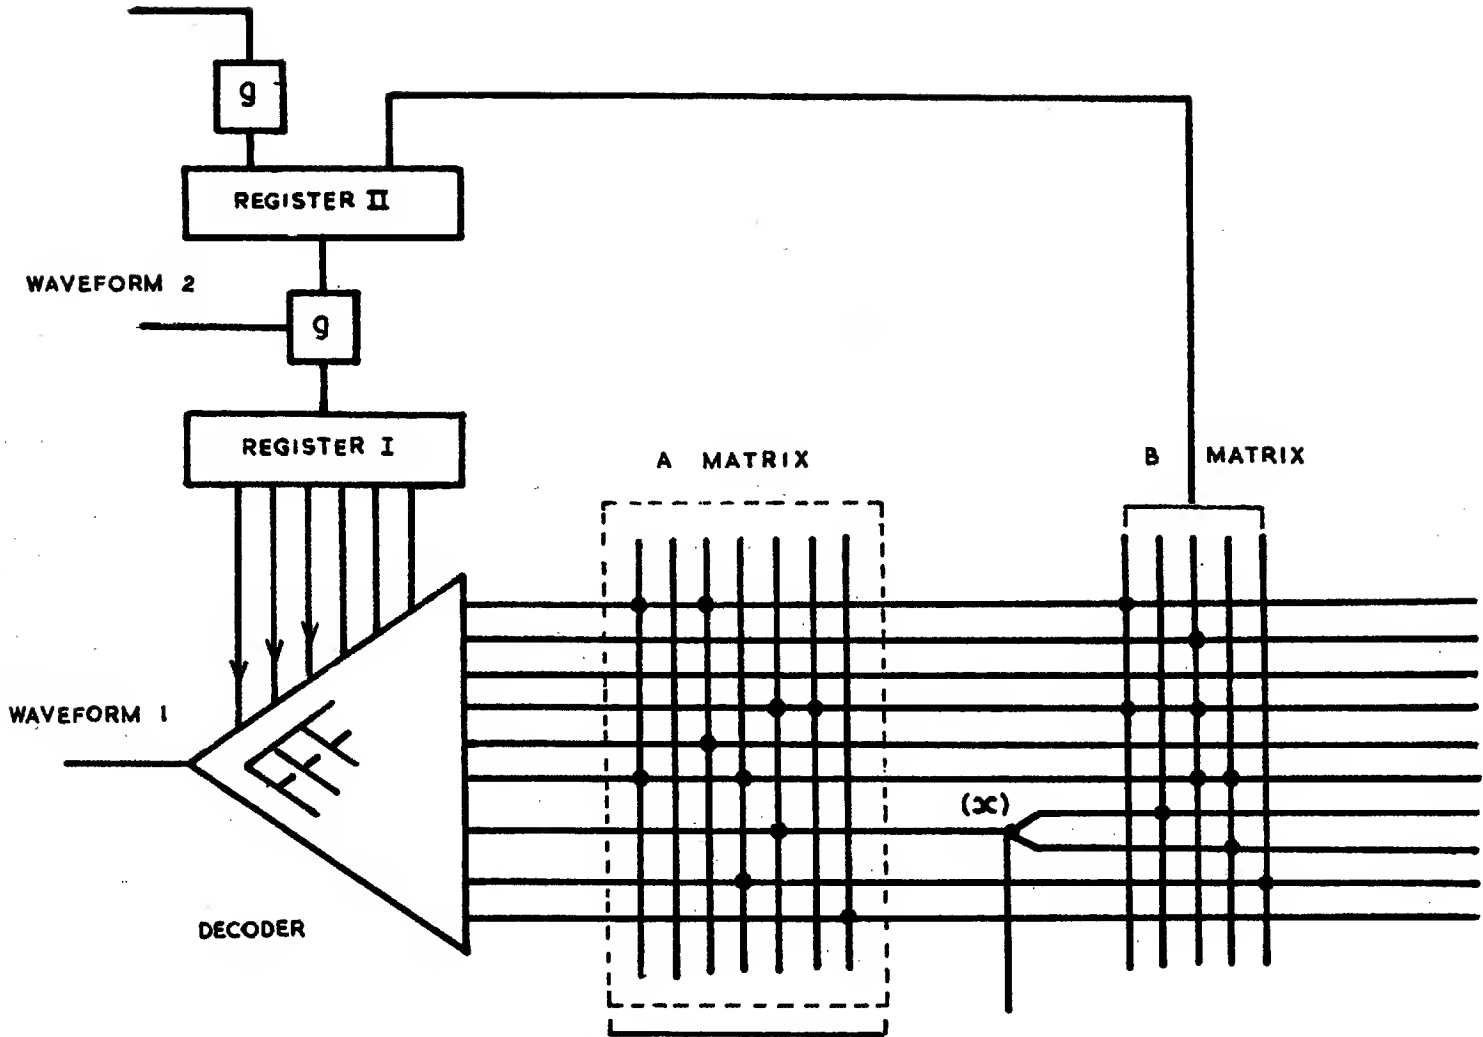 g
REGISTER II
WAVEFORM 2
g
REGISTER I
A MATRIX
B MATRIX
WAVEFORM 1
(x)
DECODER